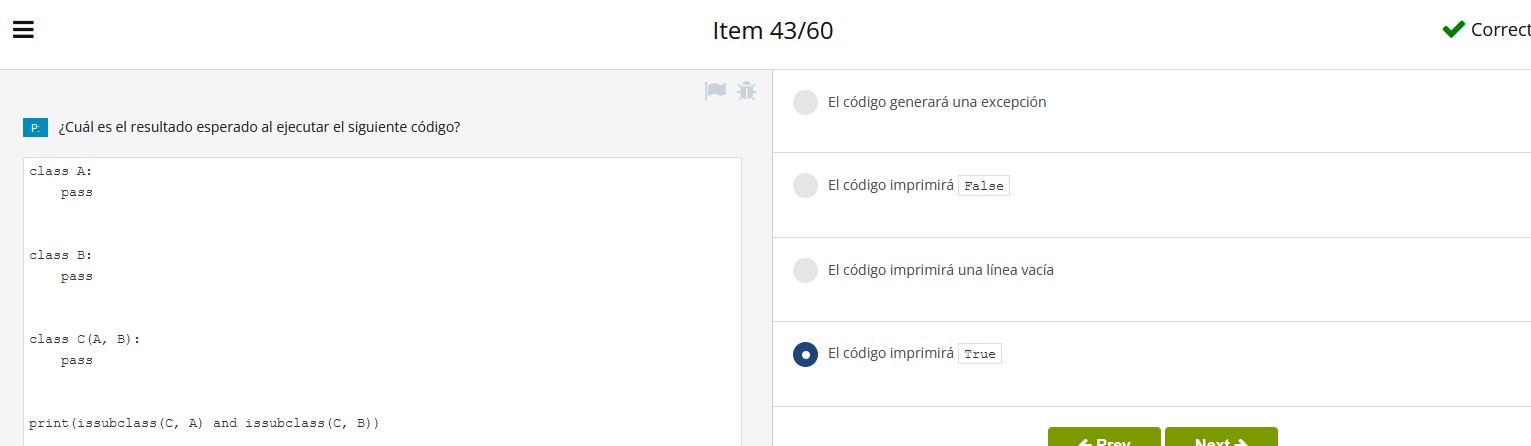 Item 43/60
Correct
P: ¿Cuál es el resultado esperado al ejecutar el siguiente código?
class A:
    pass
class B:
    pass
class C(A, B):
    pass
print(issubclass(C, A) and issubclass(C, B))
El código generará una excepción
El código imprimirá False
El código imprimirá una línea vacía
El código imprimirá True
Prev
Next